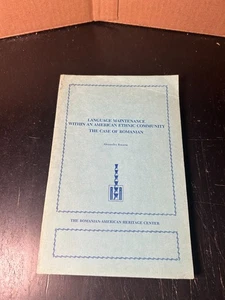 LANGUAGE MAINTENANCE
WITHIN AN AMERICAN ETHNIC COMMUNITY
THE CASE OF ROMANIAN
THE ROMANIAN-AMERICAN HERITAGE CENTER